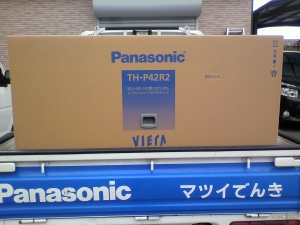 Panasonic
TH-P42R2
VIERA
Panasonic マツイでんき